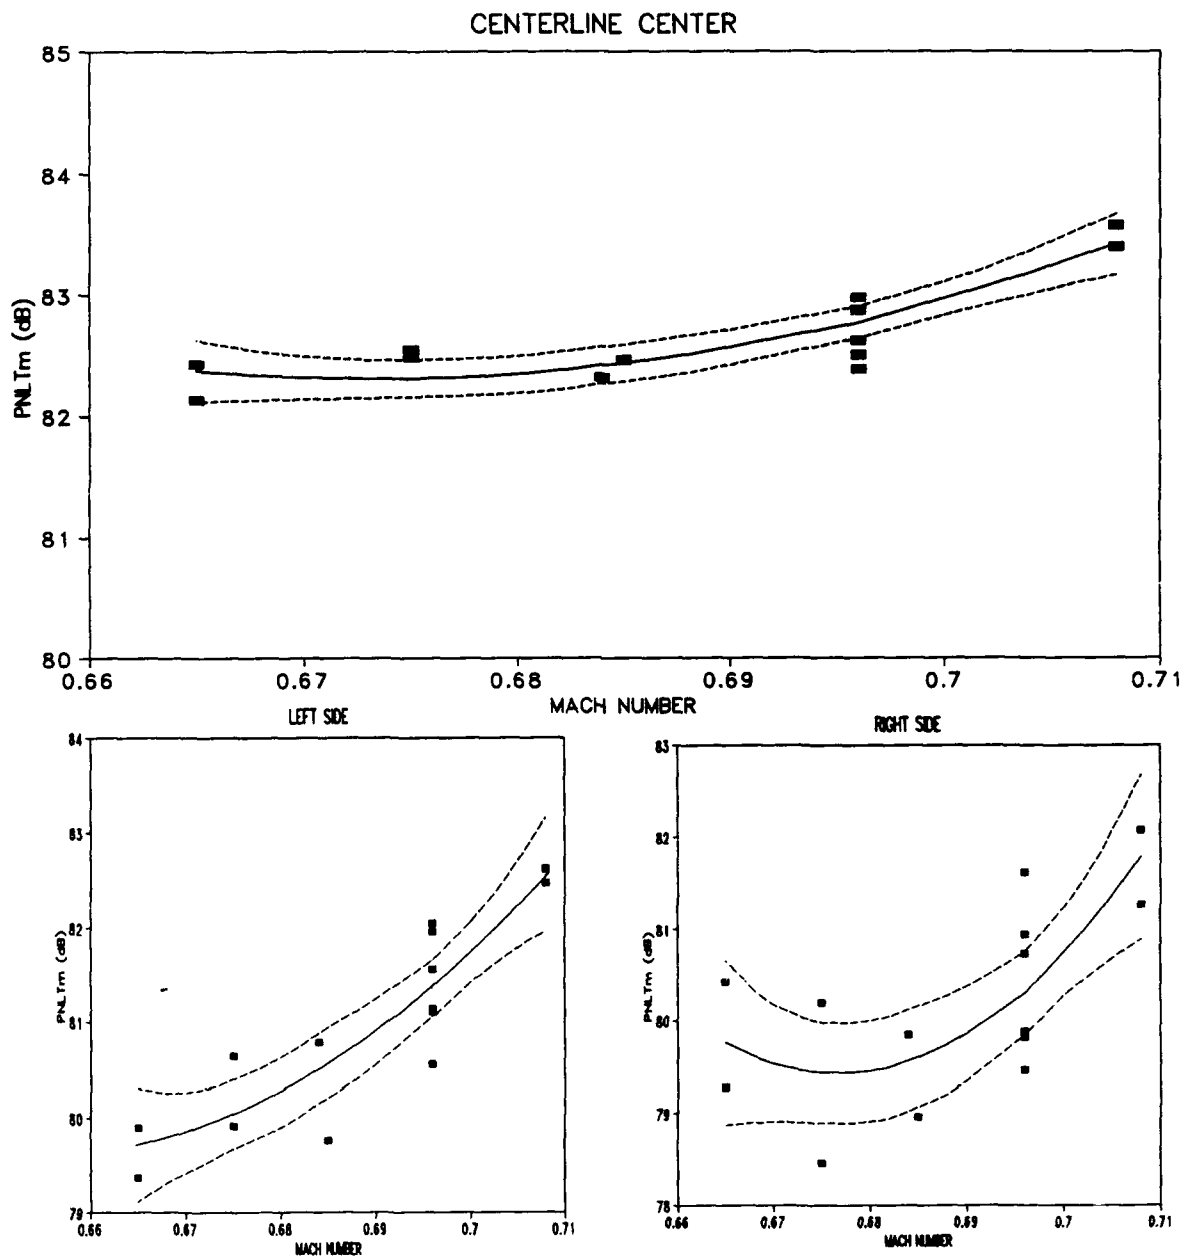 CENTERLINE CENTER
85
84
83
82
81
80
PNLTm (dB)
0.66 0.67 0.68 0.69 0.7 0.71
MACH NUMBER
LEFT SIDE
84
83
82
81
80
79
PNLTm (dB)
0.66 0.67 0.68 0.69 0.7 0.71
MACH NUMBER
RIGHT SIDE
83
82
81
80
79
78
PNLTm (dB)
0.66 0.67 0.68 0.69 0.7 0.71
MACH NUMBER